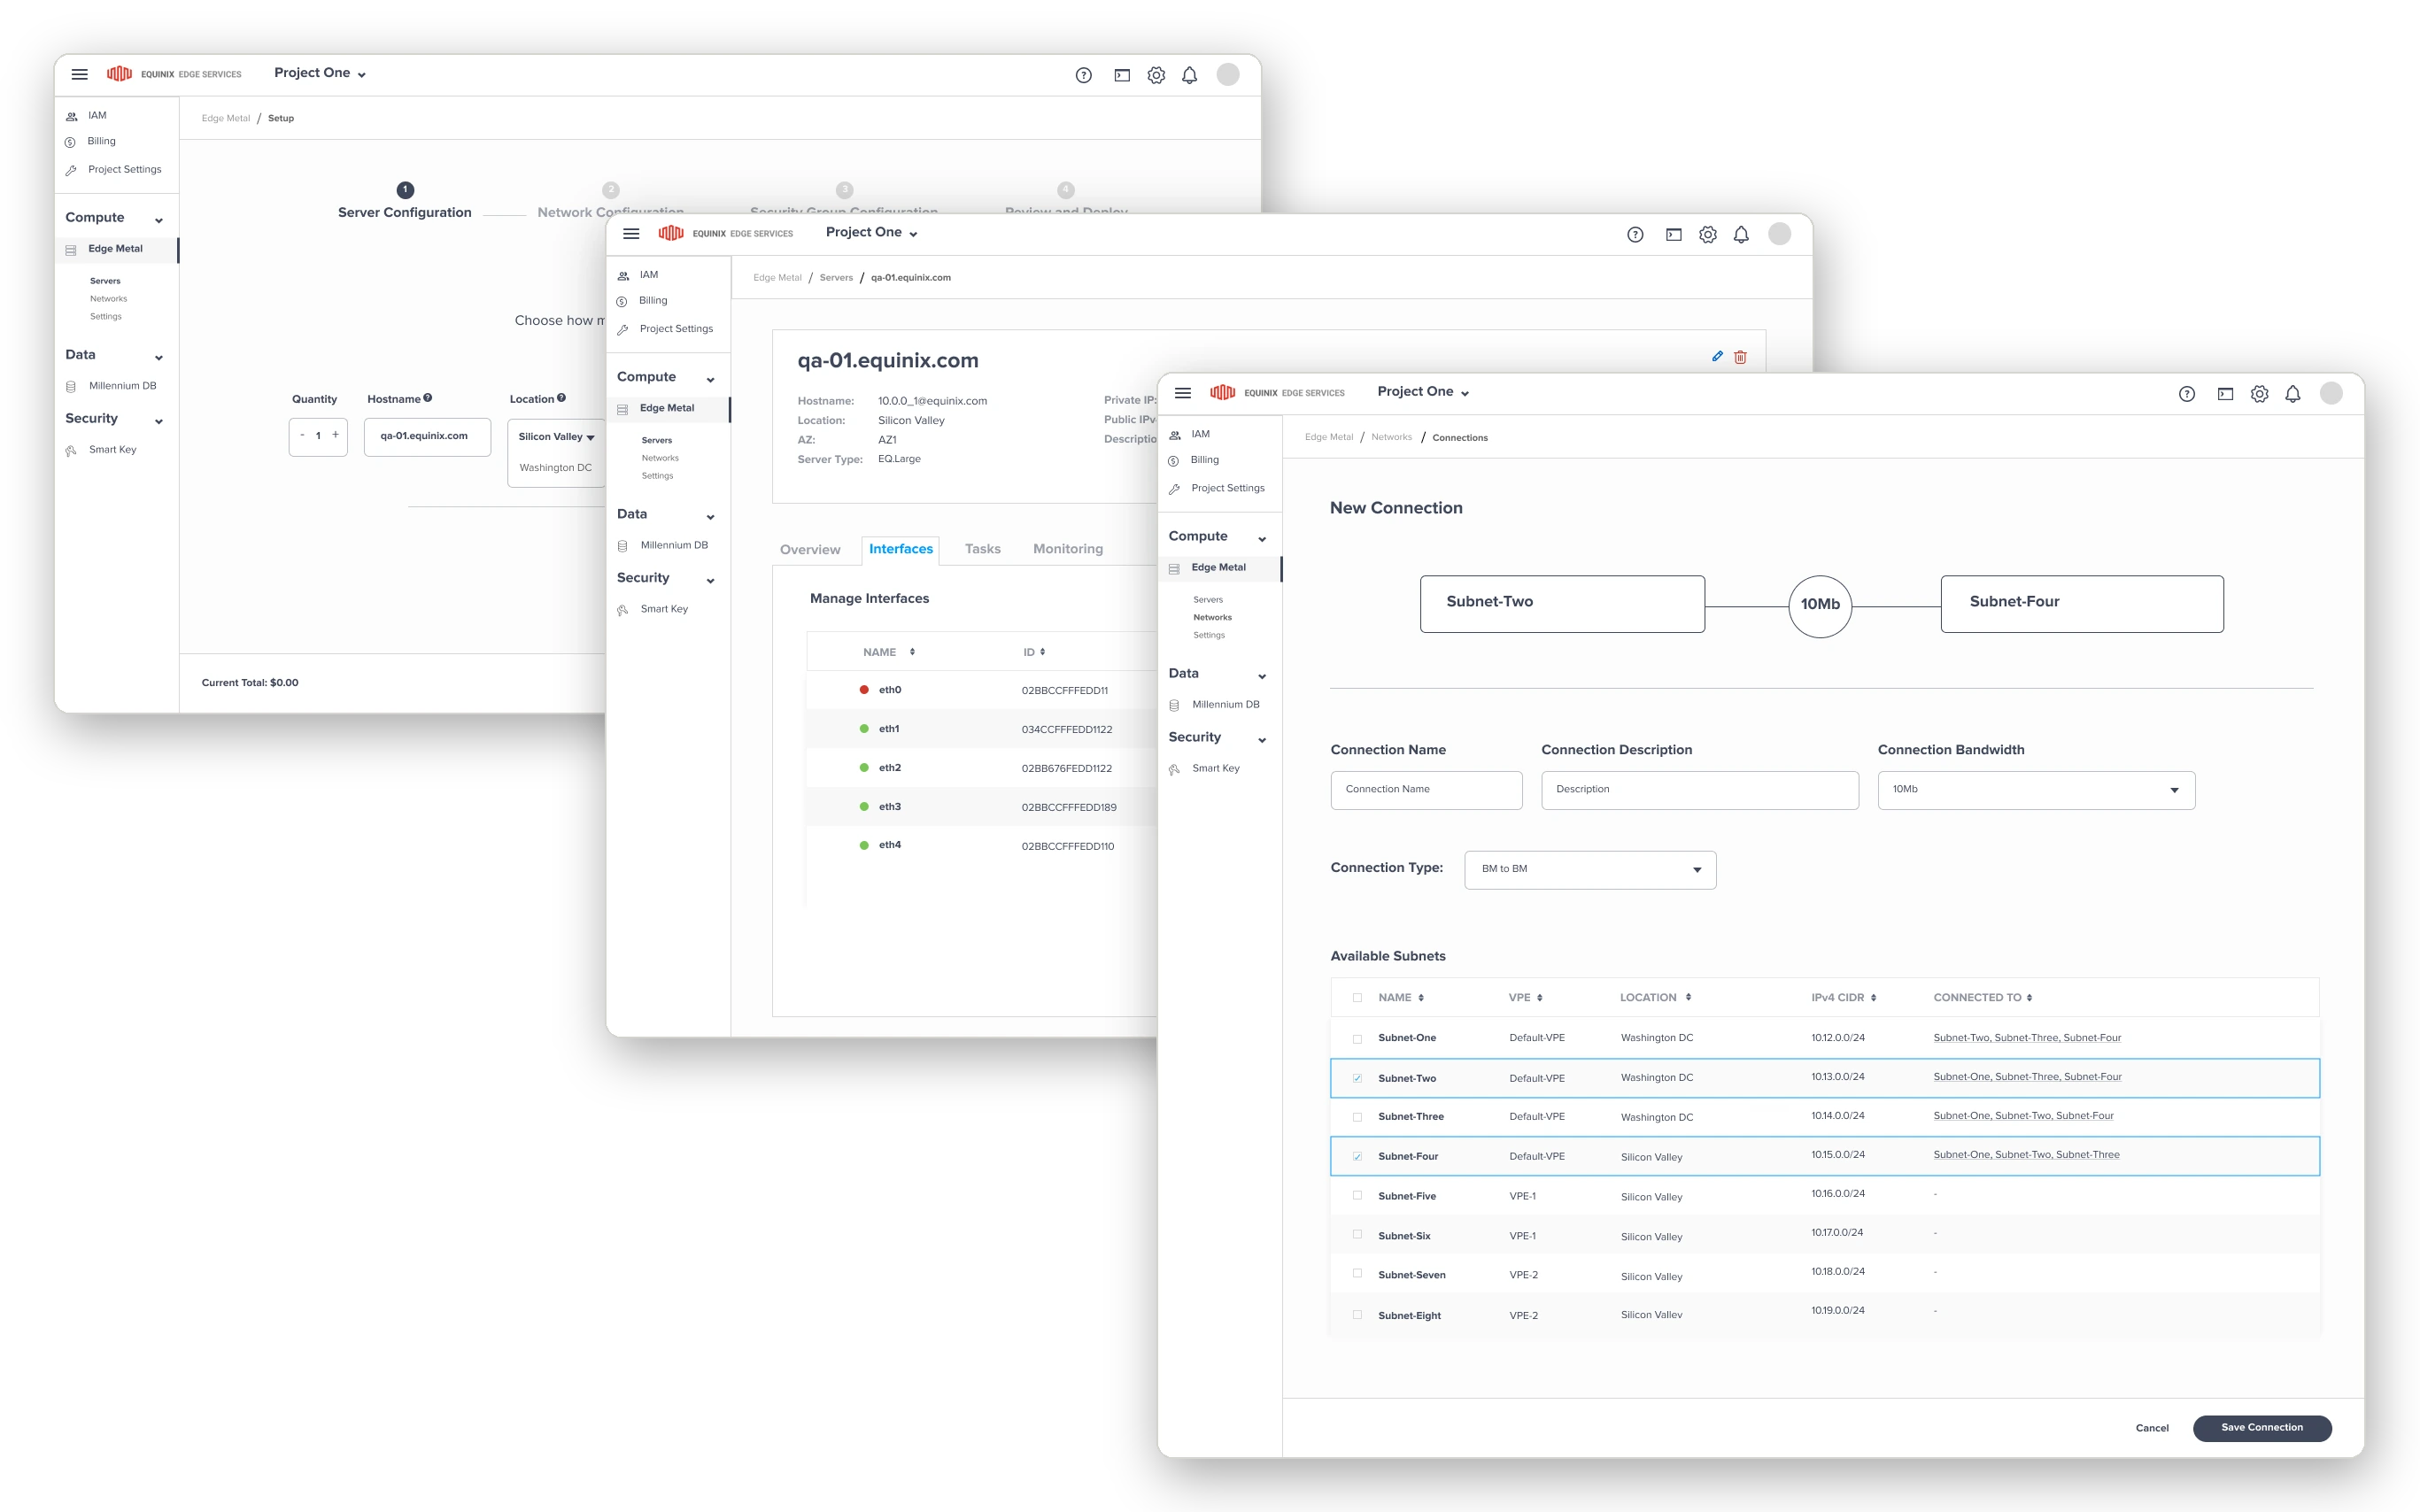 EQUINIX EDGE SERVICES
Project One
IAM
Billing
Project Settings
Compute
Edge Metal
Servers
Networks
Settings
Data
Millennium DB
Security
Smart Key
Edge Metal / Setup
1
2
3
4
Server Configuration
Network Configuration
Security Group Configuration
Review and Deploy
Choose how
Quantity
Hostname
Location
- 1 +
qa-01.equinix.com
Silicon Valley
Washington DC
Current Total: $0.00
EQUINIX EDGE SERVICES
Project One
IAM
Billing
Project Settings
Compute
Edge Metal
Servers
Networks
Settings
Data
Millennium DB
Security
Smart Key
Edge Metal / Servers / qa-01.equinix.com
qa-01.equinix.com
Hostname: 10.0.0_1@equinix.com
Location: Silicon Valley
AZ: AZ1
Server Type: EQ.Large
Private IP:
Public IPv
Descriptio
Overview
Interfaces
Tasks
Monitoring
Manage Interfaces
NAME ID
eth0 02BBCCFFFEDD11
eth1 034CCFFFEDD1122
eth2 02BB676FEDD1122
eth3 02BBCCFFFEDD189
eth4 02BBCCFFFEDD110
EQUINIX EDGE SERVICES
Project One
IAM
Billing
Project Settings
Compute
Edge Metal
Servers
Networks
Settings
Data
Millennium DB
Security
Smart Key
Edge Metal / Networks / Connections
New Connection
Subnet-Two
10Mb
Subnet-Four
Connection Name
Connection Description
Connection Bandwidth
Connection Name
Description
10Mb
Connection Type:
BM to BM
Available Subnets
NAME VPE LOCATION IPv4 CIDR CONNECTED TO
Subnet-One Default-VPE Washington DC 10.12.0.0/24 Subnet-Two, Subnet-Three, Subnet-Four
Subnet-Two Default-VPE Washington DC 10.13.0.0/24 Subnet-One, Subnet-Three, Subnet-Four
Subnet-Three Default-VPE Washington DC 10.14.0.0/24 Subnet-One, Subnet-Two, Subnet-Four
Subnet-Four Default-VPE Silicon Valley 10.15.0.0/24 Subnet-One, Subnet-Two, Subnet-Three
Subnet-Five VPE-1 Silicon Valley 10.16.0.0/24 -
Subnet-Six VPE-1 Silicon Valley 10.17.0.0/24 -
Subnet-Seven VPE-2 Silicon Valley 10.18.0.0/24 -
Subnet-Eight VPE-2 Silicon Valley 10.19.0.0/24 -
Cancel
Save Connection